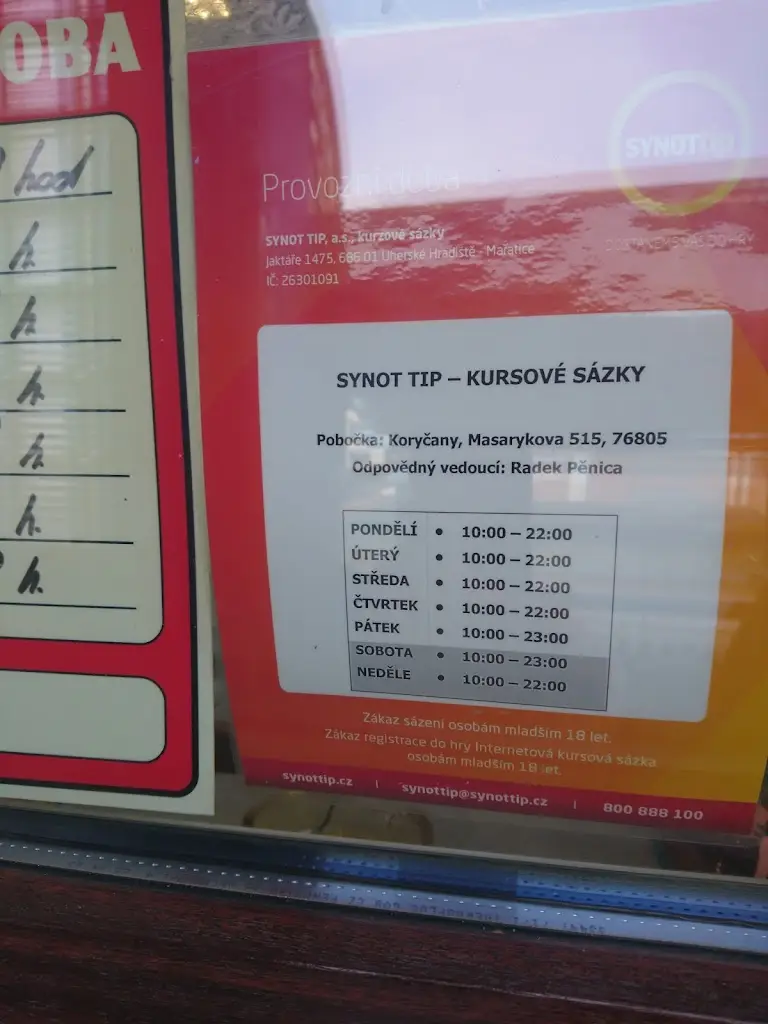 OBA
hod
h.
h.
h.
h.
h.
h.
SYNOT TIP
Provozní doba
SYNOT TIP, a.s., kurzové sázky
Jaktáře 1475, 686 01 Uherské Hradiště - Mařatice
IČ: 26301091
SYNOT TIP – KURSOVÉ SÁZKY
Pobočka: Koryčany, Masarykova 515, 76805
Odpovědný vedoucí: Radek Pěnica
PONDĚLÍ • 10:00 – 22:00
ÚTERÝ • 10:00 – 22:00
STŘEDA • 10:00 – 22:00
ČTVRTEK • 10:00 – 22:00
PÁTEK • 10:00 – 23:00
SOBOTA • 10:00 – 23:00
NEDĚLE • 10:00 – 22:00
Zákaz sázení osobám mladším 18 let.
Zákaz registrace do hry Internetová kursová sázka
osobám mladším 18 let.
synottip.cz | synottip@synottip.cz | 800 888 100